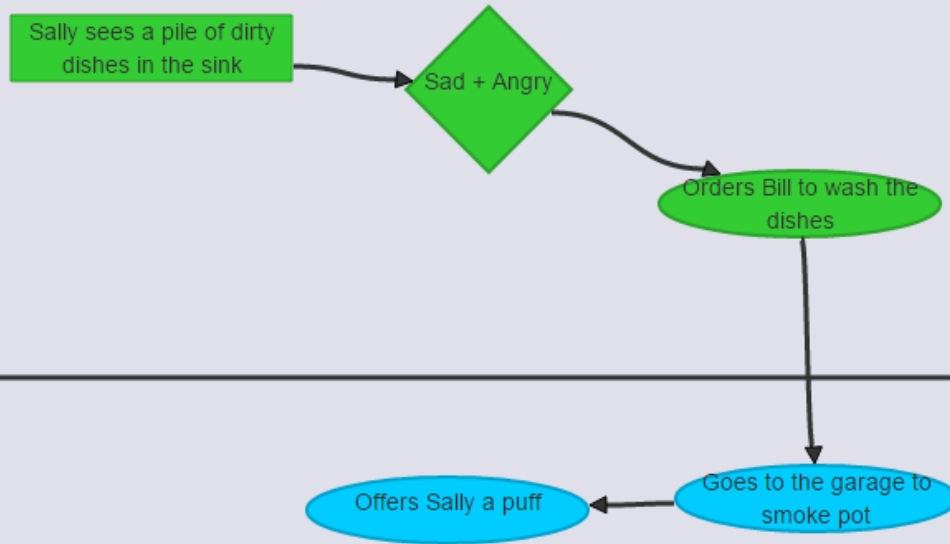 Sally sees a pile of dirty
dishes in the sink
Sad + Angry
Orders Bill to wash the
dishes
Goes to the garage to
smoke pot
Offers Sally a puff